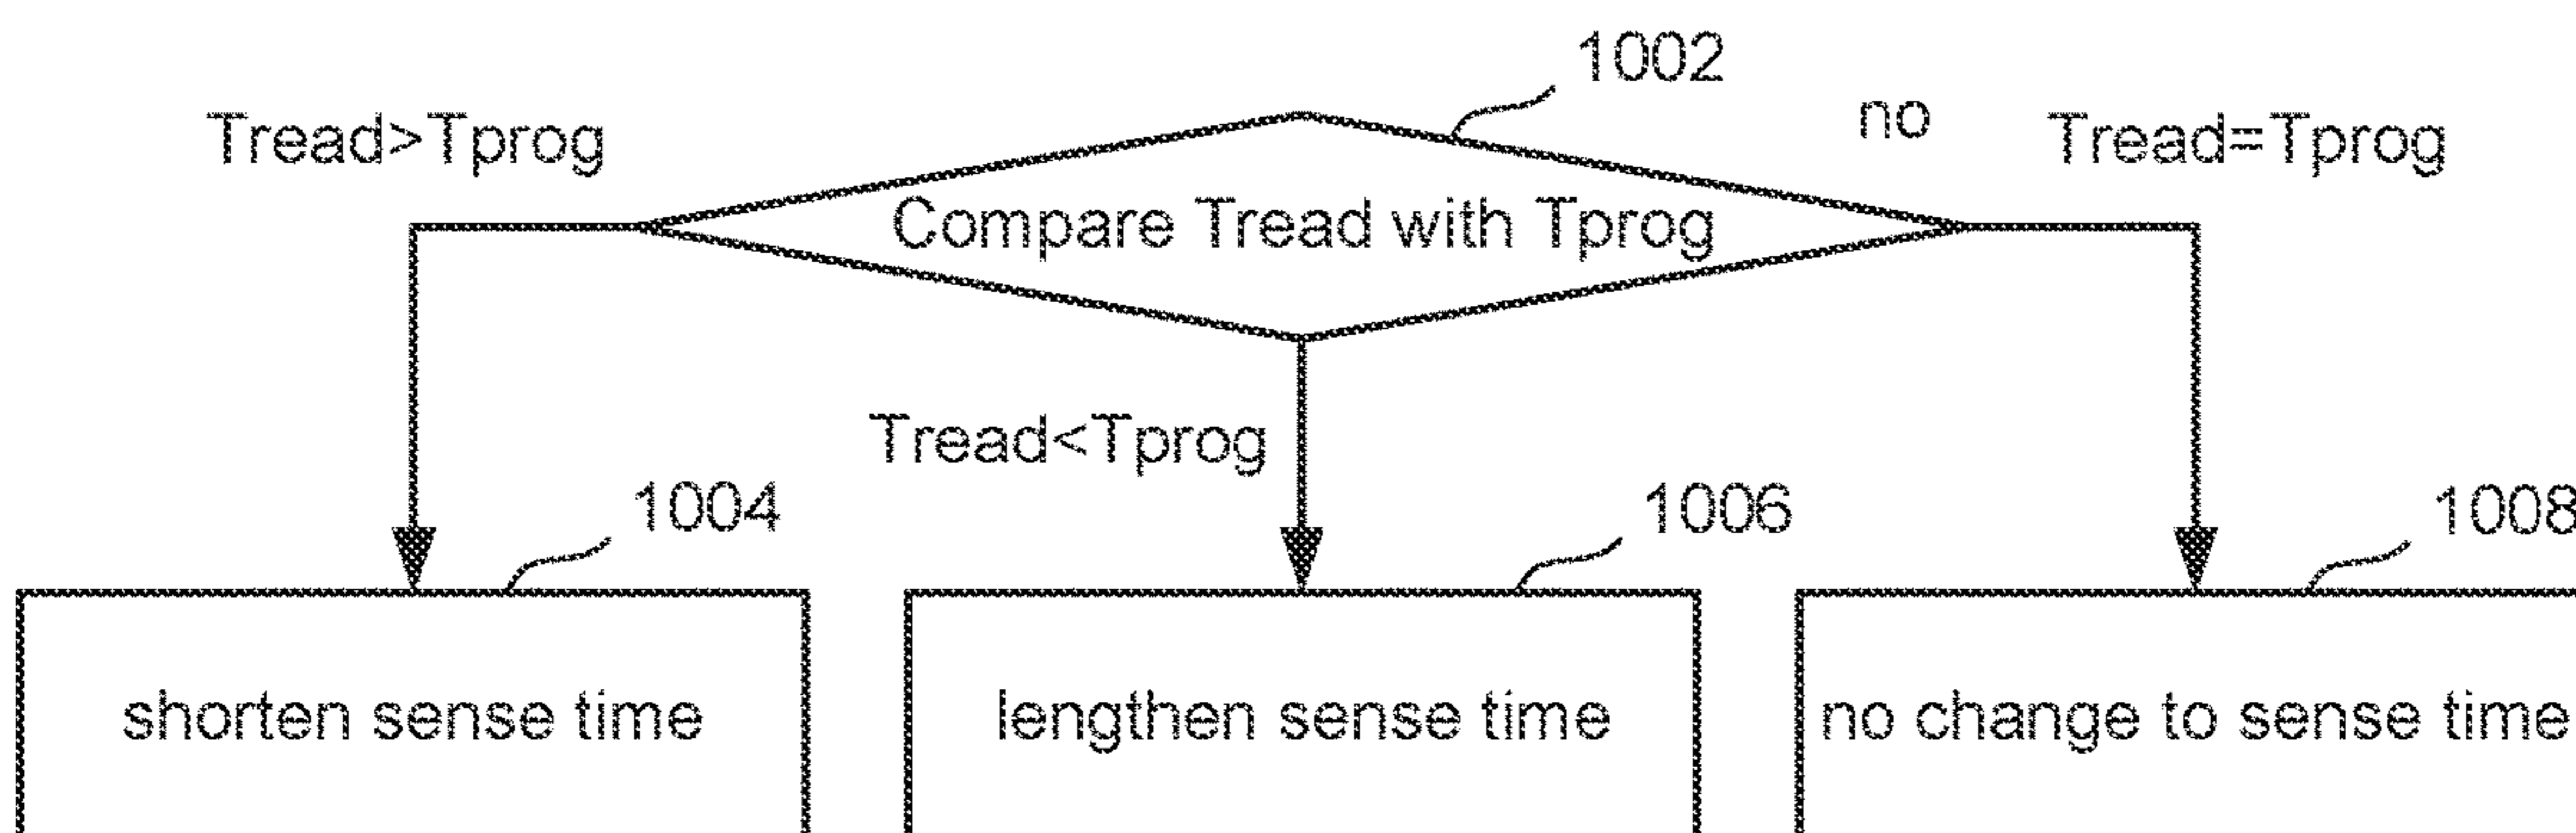 1002
Tread>Tprog
no
Tread=Tprog
Compare Tread with Tprog
Tread<Tprog
1004
1006
1008
shorten sense time
lengthen sense time
no change to sense time